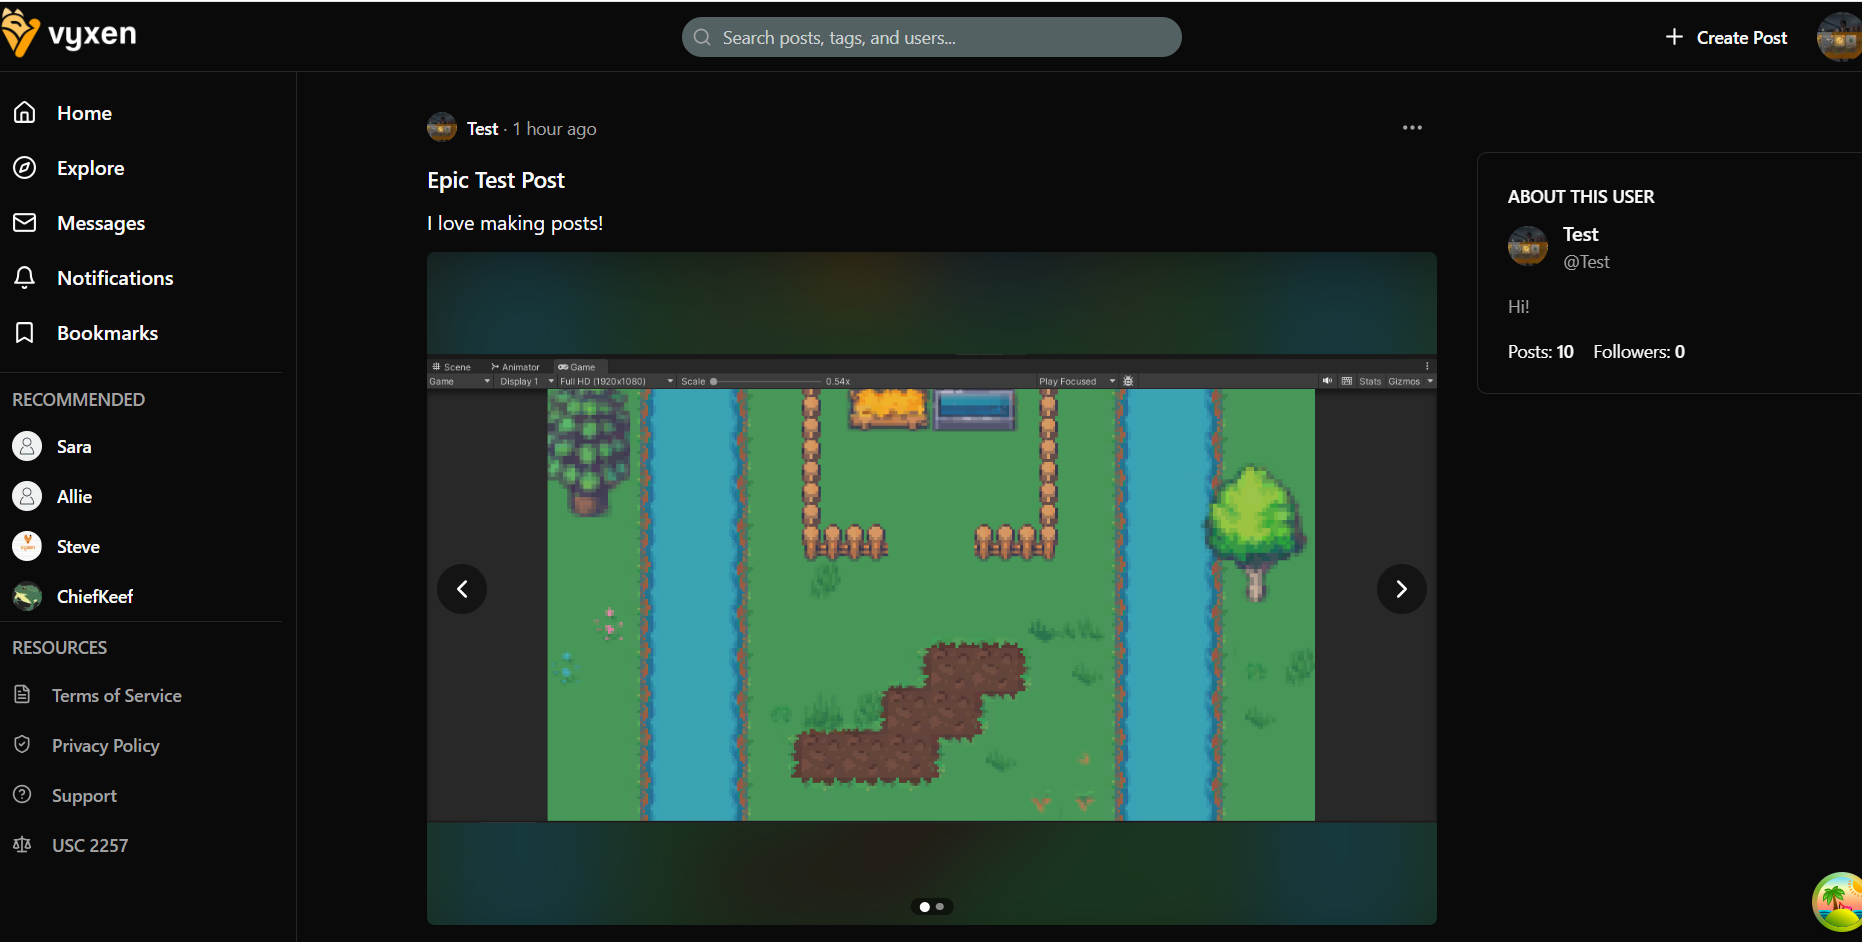 vyxen
Search posts, tags, and users...
Create Post
Home
Explore
Messages
Notifications
Bookmarks
RECOMMENDED
Sara
Allie
Steve
ChiefKeef
RESOURCES
Terms of Service
Privacy Policy
Support
USC 2257
Test · 1 hour ago
Epic Test Post
I love making posts!
Scene Animator Game
Game Display 1 Full HD (1920x1080) Scale 0.54x Play Focused Stats Gizmos
ABOUT THIS USER
Test
@Test
Hi!
Posts: 10 Followers: 0